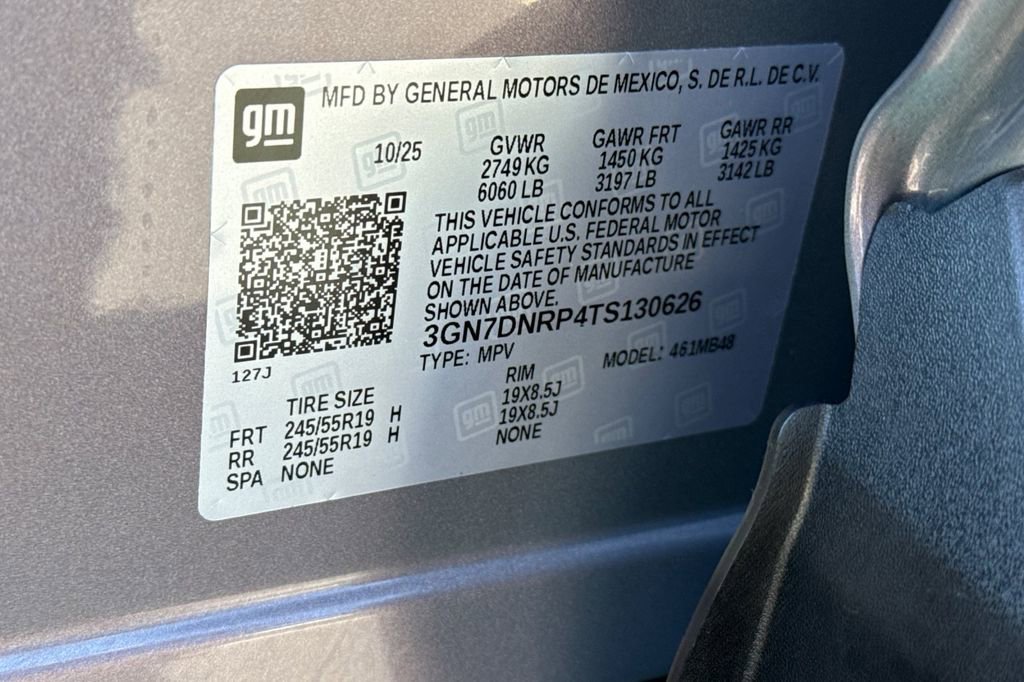 gm
MFD BY GENERAL MOTORS DE MEXICO, S. DE R.L. DE C.V.
10/25 GVWR GAWR FRT GAWR RR
2749 KG 1450 KG 1425 KG
6060 LB 3197 LB 3142 LB
THIS VEHICLE CONFORMS TO ALL
APPLICABLE U.S. FEDERAL MOTOR
VEHICLE SAFETY STANDARDS IN EFFECT
ON THE DATE OF MANUFACTURE
SHOWN ABOVE.
3GN7DNRP4TS130626
TYPE: MPV MODEL: 461MB48
127J
TIRE SIZE RIM
FRT 245/55R19 H 19X8.5J
RR 245/55R19 H 19X8.5J
SPA NONE NONE